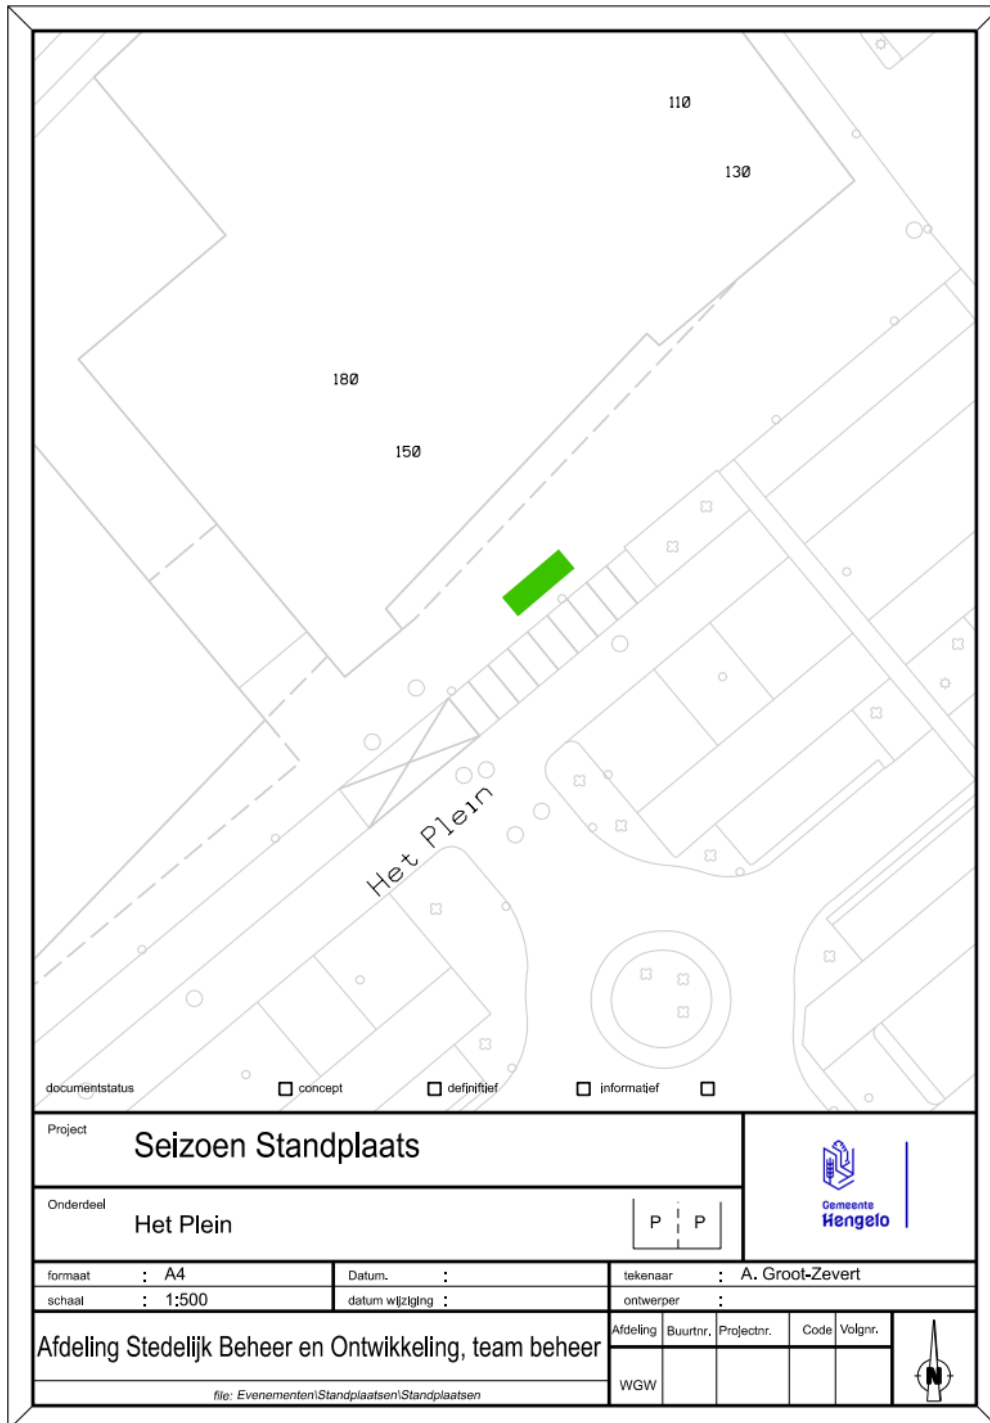 110
130
180
150
Het Plein
documentstatus concept definiftief informatief
Project
Seizoen Standplaats
Onderdeel
Het Plein
P P
Gemeente
Hengelo
formaat : A4 Datum. : tekenaar : A. Groot-Zevert
schaal : 1:500 datum wijziging : ontwerper :
Afdeling Stedelijk Beheer en Ontwikkeling, team beheer
file: Evenementen\Standplaatsen\Standplaatsen
Afdeling Buurtnr. Projectnr. Code Volgnr.
WGW
N